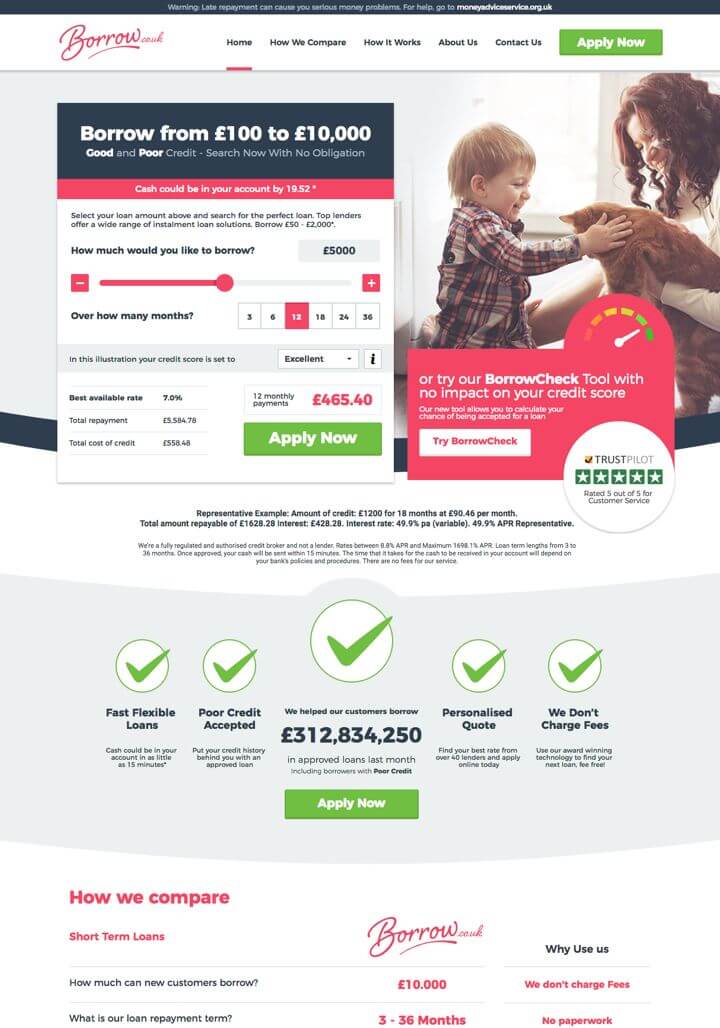 Warning: Late repayment can cause you serious money problems. For help, go to moneyadviceservice.org.uk
Borrow.co.uk
Home
How We Compare
How It Works
About Us
Contact Us
Apply Now
Borrow from £100 to £10,000
Good and Poor Credit - Search Now With No Obligation
Cash could be in your account by 19.52 *
Select your loan amount above and search for the perfect loan. Top lenders
offer a wide range of instalment loan solutions. Borrow £50 - £2,000*.
How much would you like to borrow?
£5000
Over how many months?
3
6
12
18
24
36
In this illustration your credit score is set to
Excellent
i
Best available rate 7.0%
Total repayment £5,584.78
Total cost of credit £558.48
12 monthly
payments
£465.40
Apply Now
or try our BorrowCheck Tool with
no impact on your credit score
Our new tool allows you to calculate your
chance of being accepted for a loan
Try BorrowCheck
TRUSTPILOT
Rated 5 out of 5 for
Customer Service
Representative Example: Amount of credit: £1200 for 18 months at £90.46 per month.
Total amount repayable of £1628.28 Interest: £428.28. Interest rate: 49.9% pa (variable). 49.9% APR Representative.
We're a fully regulated and authorised credit broker and not a lender. Rates between 8.8% APR and Maximum 1698.1% APR. Loan term lengths from 3 to
36 months. Once approved, your cash will be sent within 15 minutes. The time that it takes for the cash to be received in your account will depend on
your bank's policies and procedures. There are no fees for our service.
Fast Flexible
Loans
Cash could be in your
account in as little
as 15 minutes*
Poor Credit
Accepted
Put your credit history
behind you with an
approved loan
We helped our customers borrow
£312,834,250
in approved loans last month
Including borrowers with Poor Credit
Apply Now
Personalised
Quote
Find your best rate from
over 40 lenders and apply
online today
We Don't
Charge Fees
Use our award winning
technology to find your
next loan, fee free!
How we compare
Short Term Loans
Borrow.co.uk
Why Use us
How much can new customers borrow?
£10.000
We don't charge Fees
What is our loan repayment term?
3 - 36 Months
No paperwork